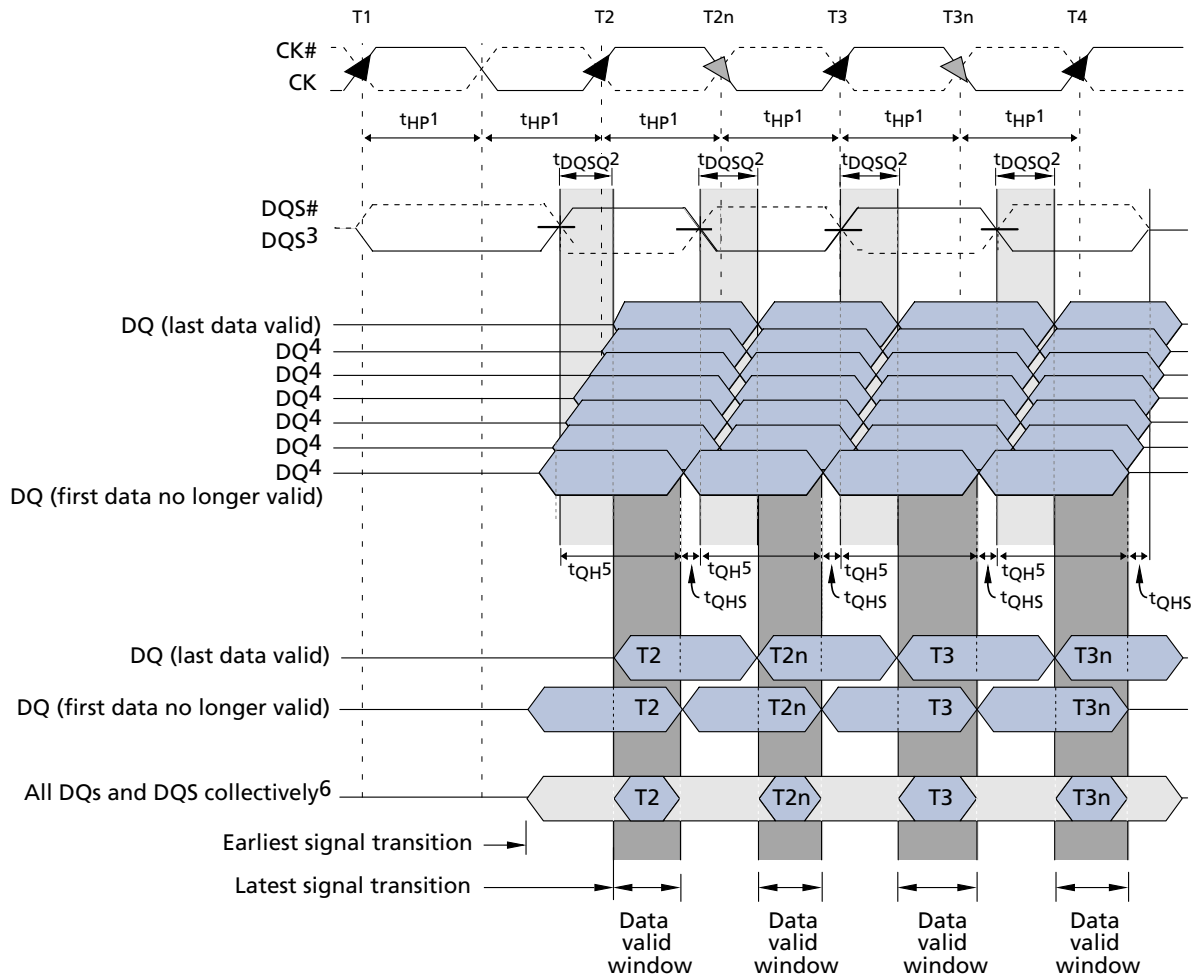 T1 T2 T2n T3 T3n T4
CK#
CK
tHP1 tHP1 tHP1 tHP1 tHP1 tHP1
tDQSQ2 tDQSQ2 tDQSQ2 tDQSQ2
DQS#
DQS3
DQ (last data valid)
DQ4
DQ4
DQ4
DQ4
DQ4
DQ4
DQ (first data no longer valid)
tQH5 tQH5 tQH5 tQH5
tQHS tQHS tQHS tQHS
DQ (last data valid) T2 T2n T3 T3n
DQ (first data no longer valid) T2 T2n T3 T3n
All DQs and DQS collectively6 T2 T2n T3 T3n
Earliest signal transition
Latest signal transition
Data valid window
Data valid window
Data valid window
Data valid window